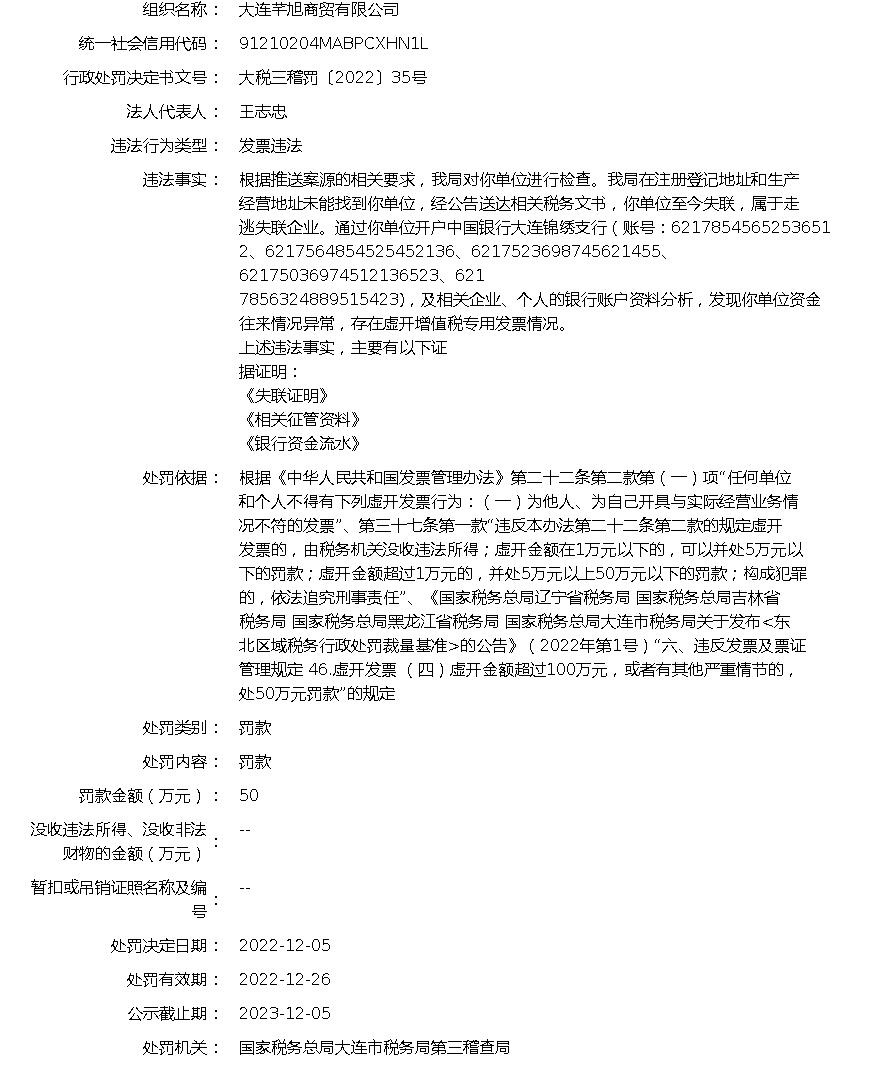 组织名称： 大连芊旭商贸有限公司
统一社会信用代码： 91210204MABPCXHN1L
行政处罚决定书文号： 大税三稽罚〔2022〕35号
法人代表人： 王志忠
违法行为类型： 发票违法
违法事实： 根据推送案源的相关要求，我局对你单位进行检查。我局在注册登记地址和生产
经营地址未能找到你单位，经公告送达相关税务文书，你单位至今失联，属于走
逃失联企业。通过你单位开户中国银行大连锦绣支行（账号：6217854565253651
2、6217564854525452136、6217523698745621455、
62175036974512136523、621
7856324889515423)，及相关企业、个人的银行账户资料分析，发现你单位资金
往来情况异常，存在虚开增值税专用发票情况。
上述违法事实，主要有以下证
据证明：
《失联证明》
《相关征管资料》
《银行资金流水》
处罚依据： 根据《中华人民共和国发票管理办法》第二十二条第二款第（一）项“任何单位
和个人不得有下列虚开发票行为：（一）为他人、为自己开具与实际经营业务情
况不符的发票”、第三十七条第一款“违反本办法第二十二条第二款的规定虚开
发票的，由税务机关没收违法所得；虚开金额在1万元以下的，可以并处5万元以
下的罚款；虚开金额超过1万元的，并处5万元以上50万元以下的罚款；构成犯罪
的，依法追究刑事责任”、《国家税务总局辽宁省税务局 国家税务总局吉林省
税务局 国家税务总局黑龙江省税务局 国家税务总局大连市税务局关于发布<东
北区域税务行政处罚裁量基准>的公告》（2022年第1号）“六、违反发票及票证
管理规定 46.虚开发票 （四）虚开金额超过100万元，或者有其他严重情节的，
处50万元罚款”的规定
处罚类别： 罚款
处罚内容： 罚款
罚款金额（万元）： 50
没收违法所得、没收非法
财物的金额（万元）： --
暂扣或吊销证照名称及编
号： --
处罚决定日期： 2022-12-05
处罚有效期： 2022-12-26
公示截止期： 2023-12-05
处罚机关： 国家税务总局大连市税务局第三稽查局